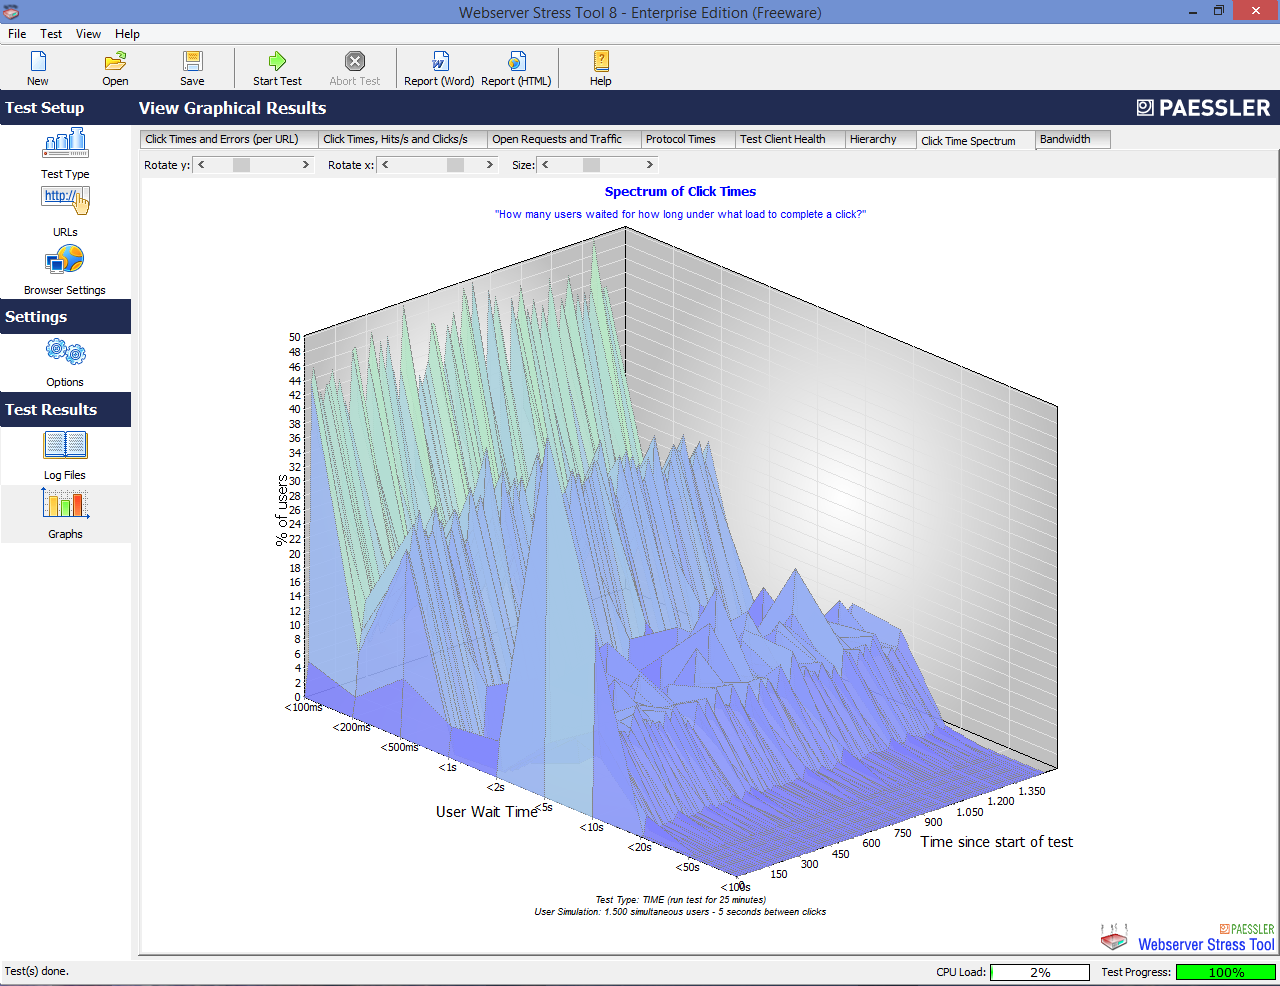 Webserver Stress Tool 8 - Enterprise Edition (Freeware)
File Test View Help
New Open Save Start Test Abort Test Report (Word) Report (HTML) Help
Test Setup
View Graphical Results
PAESSLER
Test Type
http://
URLs
Browser Settings
Settings
Options
Test Results
Log Files
Graphs
Click Times and Errors (per URL) Click Times, Hits/s and Clicks/s Open Requests and Traffic Protocol Times Test Client Health Hierarchy Click Time Spectrum Bandwidth
Rotate y: Rotate x: Size:
Spectrum of Click Times
"How many users waited for how long under what load to complete a click?"
% of users
50
48
46
44
42
40
38
36
34
32
30
28
26
24
22
20
18
16
14
12
10
8
6
4
2
0
<100ms
<200ms
<500ms
<1s
<2s
<5s
<10s
<20s
<50s
<100s
User Wait Time
0
150
300
450
600
750
900
1.050
1.200
1.350
Time since start of test
Test Type: TIME (run test for 25 minutes)
User Simulation: 1.500 simultaneous users - 5 seconds between clicks
PAESSLER
Webserver Stress Tool
Test(s) done.
CPU Load: 2% Test Progress: 100%